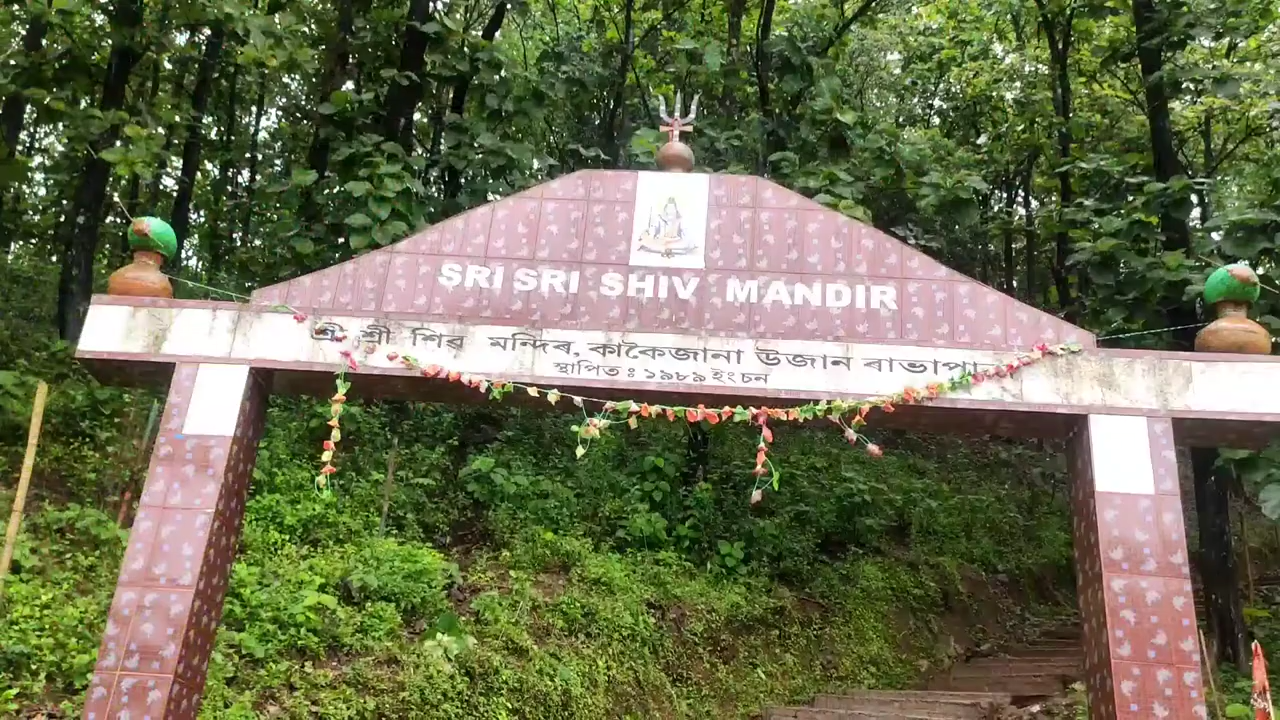 SRI SRI SHIV MANDIR
শ্ৰী শ্ৰী শিৱ মন্দিৰ, কাকৈজানা উজান ৰাভাপাৰা
স্থাপিত ঃ ১৯৮৯ ইং চন